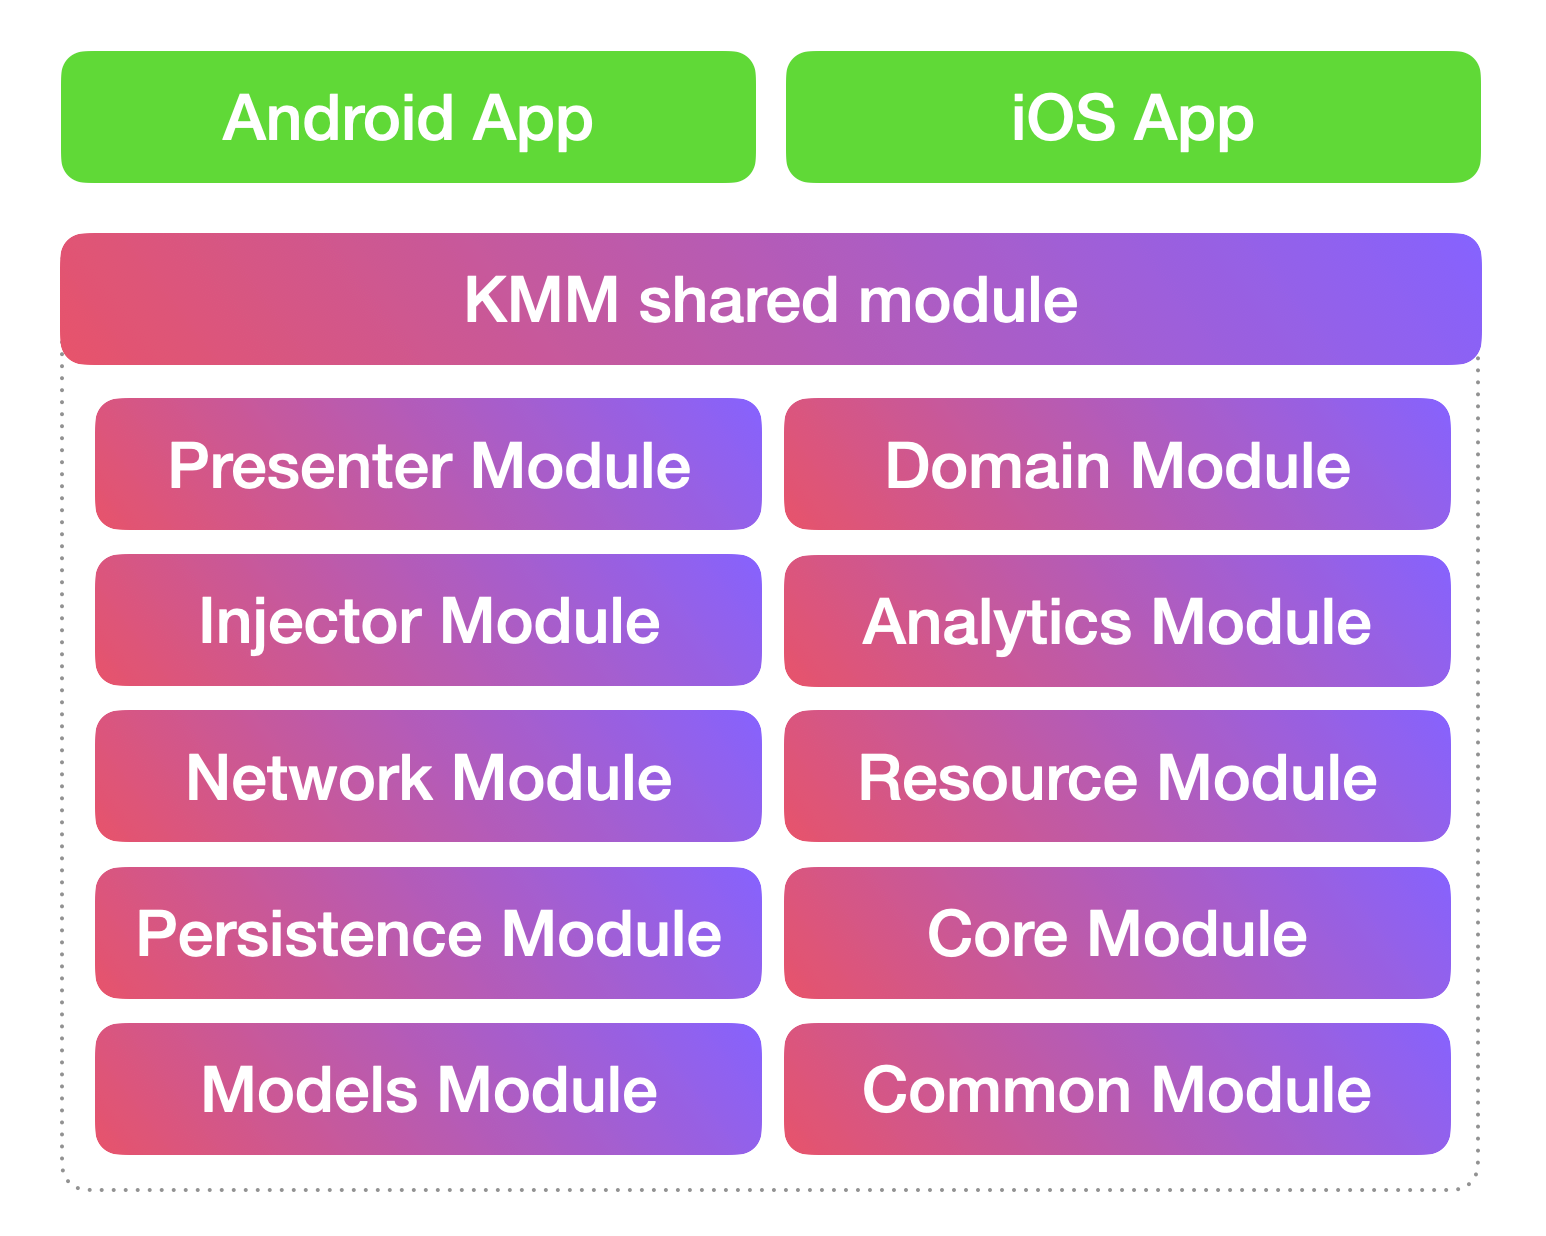 Android App
iOS App
KMM shared module
Presenter Module
Domain Module
Injector Module
Analytics Module
Network Module
Resource Module
Persistence Module
Core Module
Models Module
Common Module